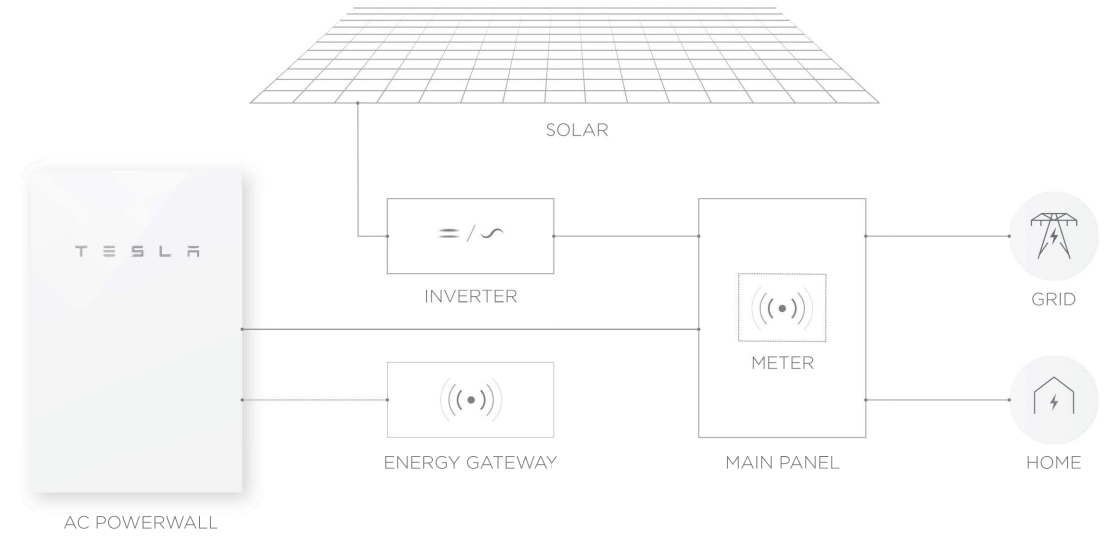 SOLAR
TESLA
INVERTER
GRID
METER
ENERGY GATEWAY
MAIN PANEL
HOME
AC POWERWALL